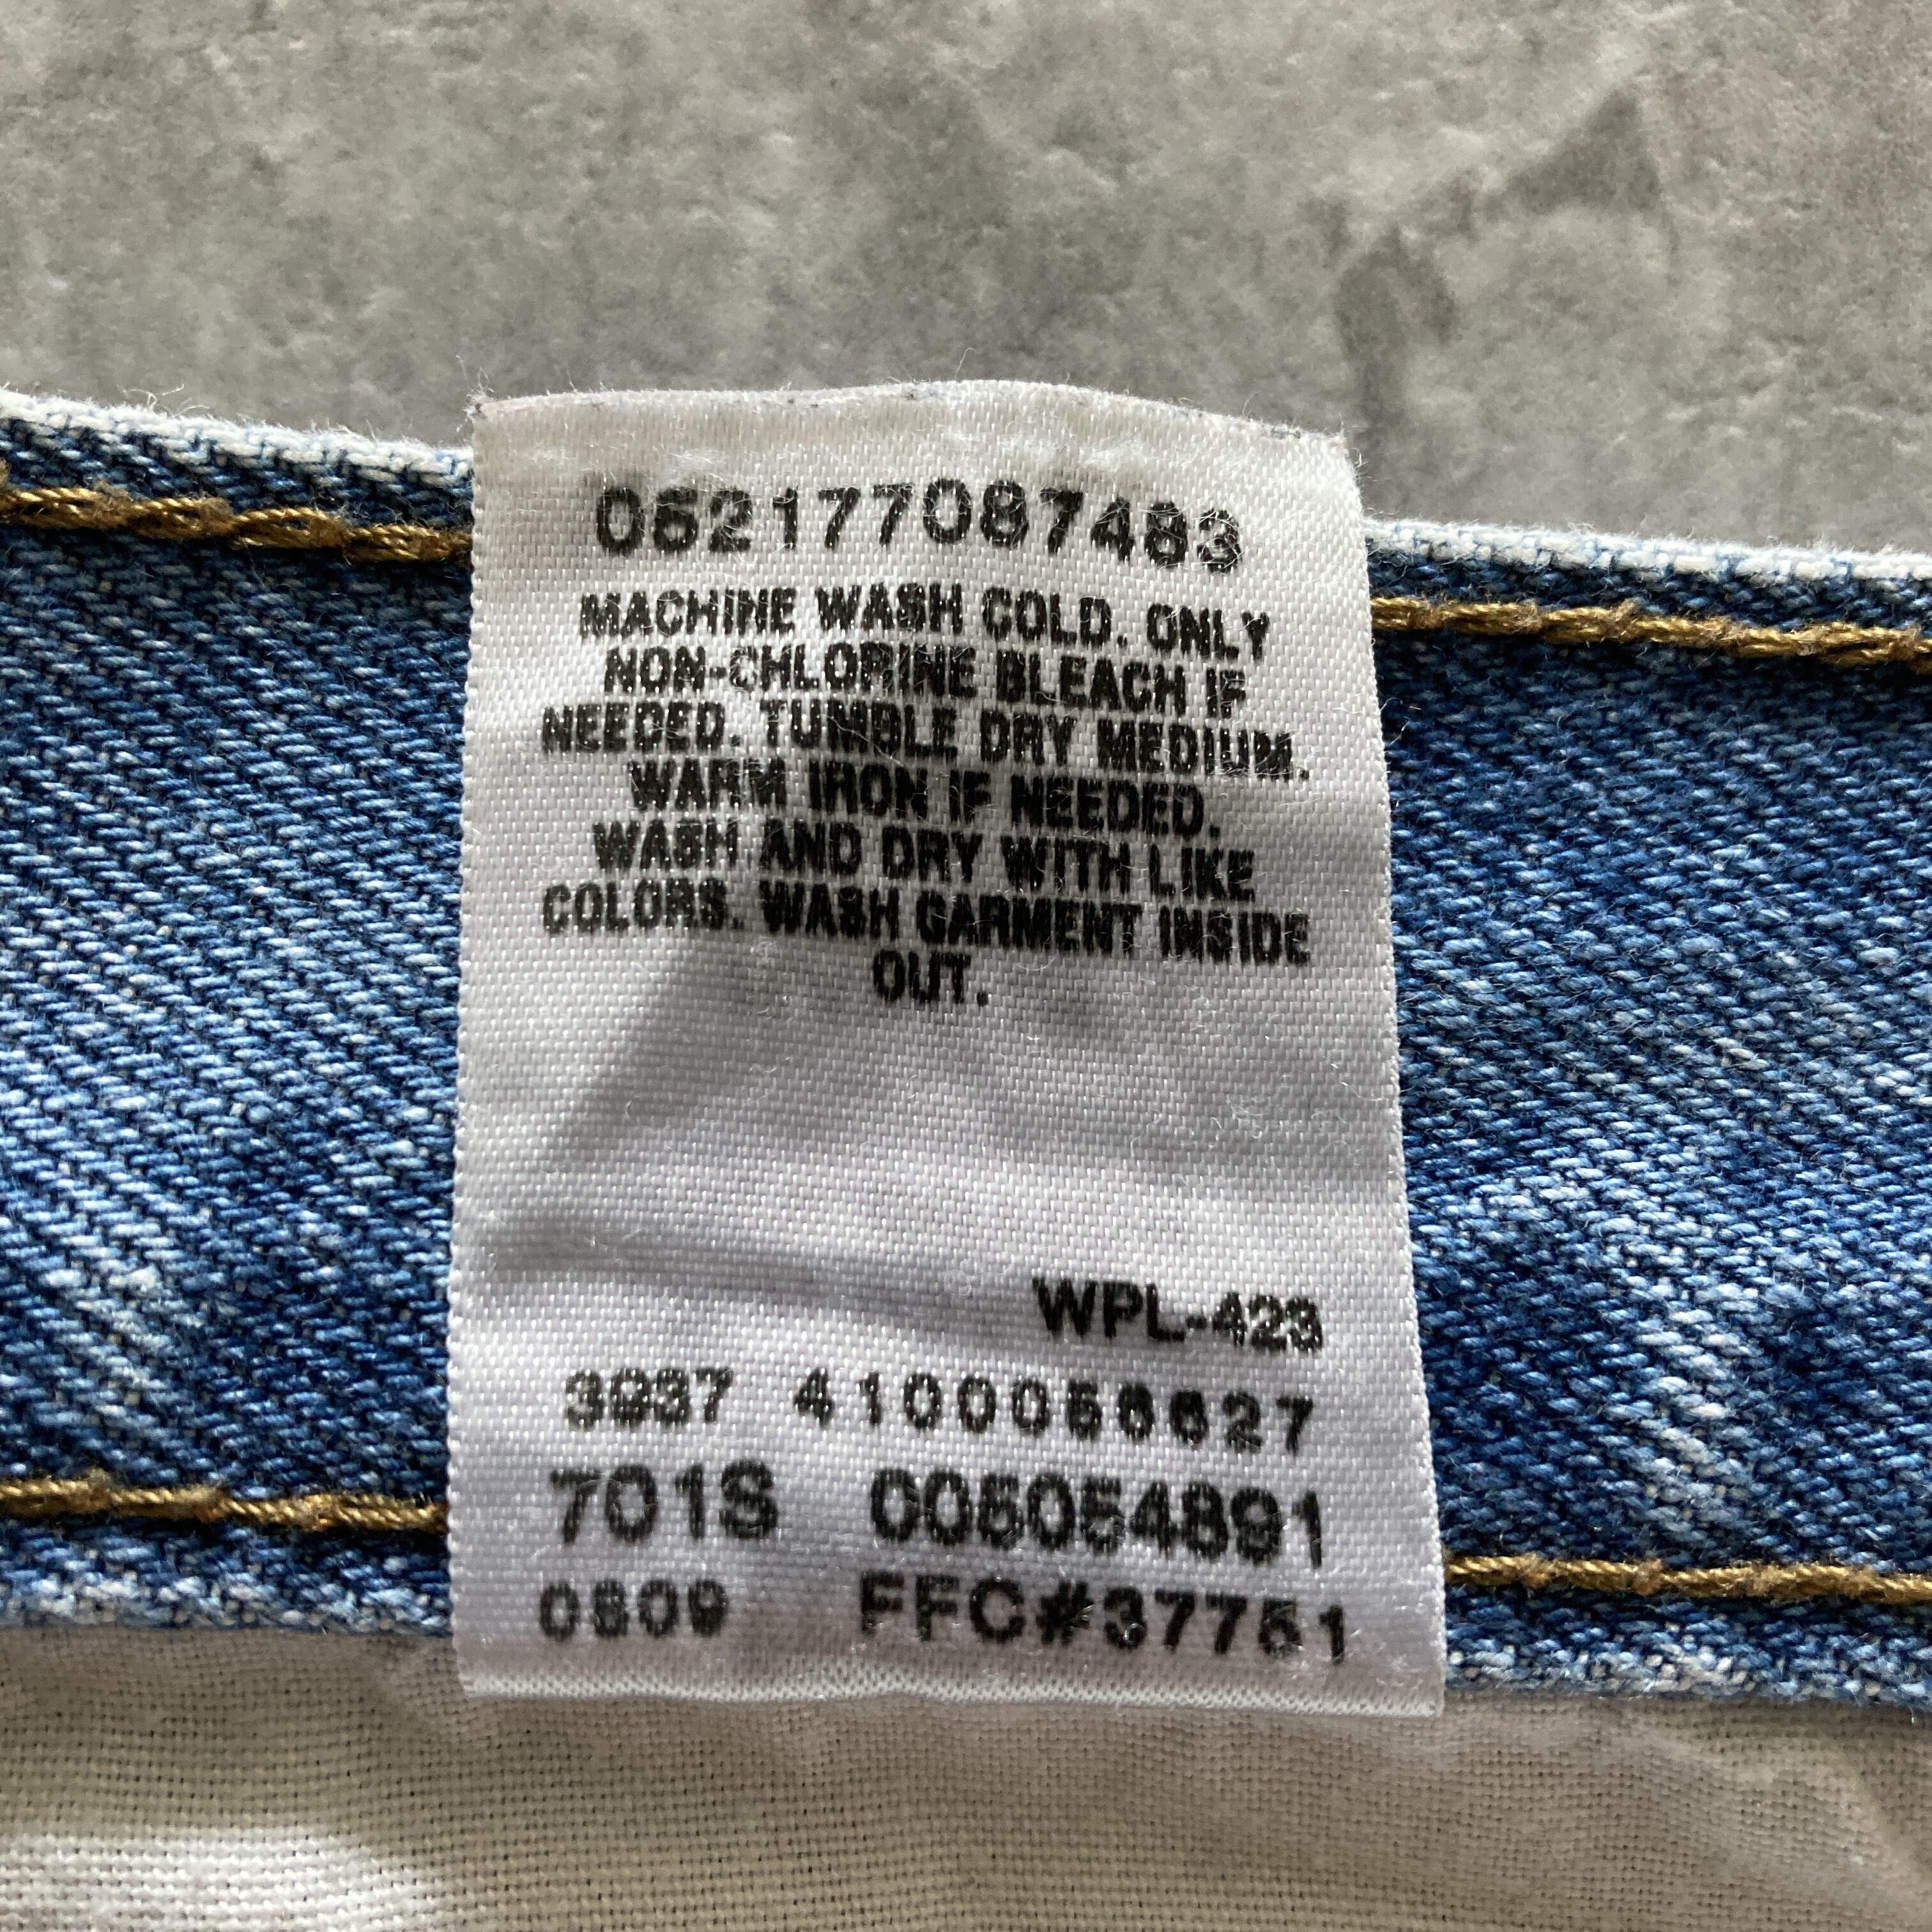 052177087483
MACHINE WASH COLD. ONLY
NON-CHLORINE BLEACH IF
NEEDED. TUMBLE DRY MEDIUM.
WARM IRON IF NEEDED.
WASH AND DRY WITH LIKE
COLORS. WASH GARMENT INSIDE
OUT.
WPL-423
3937 4100056627
701S 005054891
0809 FFC#37751